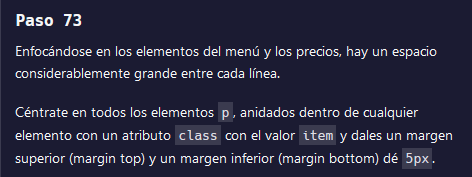 Paso 73
Enfocándose en los elementos del menú y los precios, hay un espacio
considerablemente grande entre cada línea.
Céntrate en todos los elementos p, anidados dentro de cualquier
elemento con un atributo class con el valor item y dales un margen
superior (margin top) y un margen inferior (margin bottom) dé 5px.